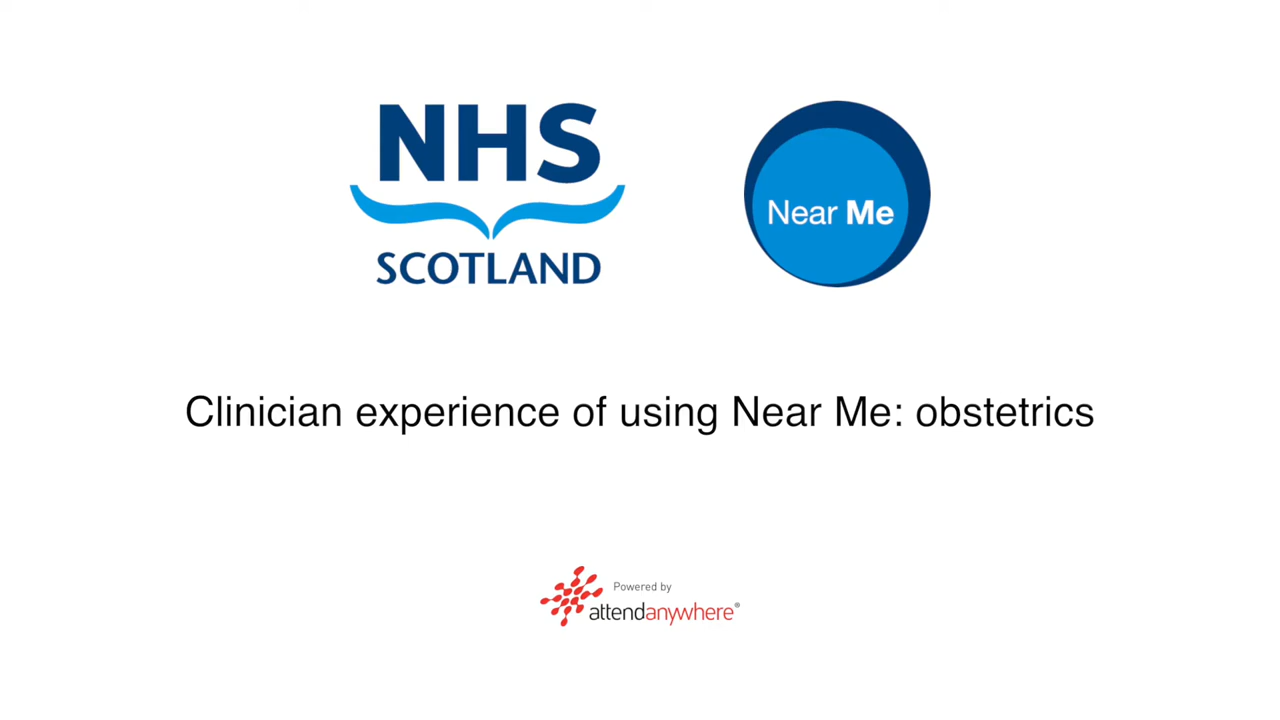 NHS
SCOTLAND
Near Me
Clinician experience of using Near Me: obstetrics
Powered by
attendanywhere®